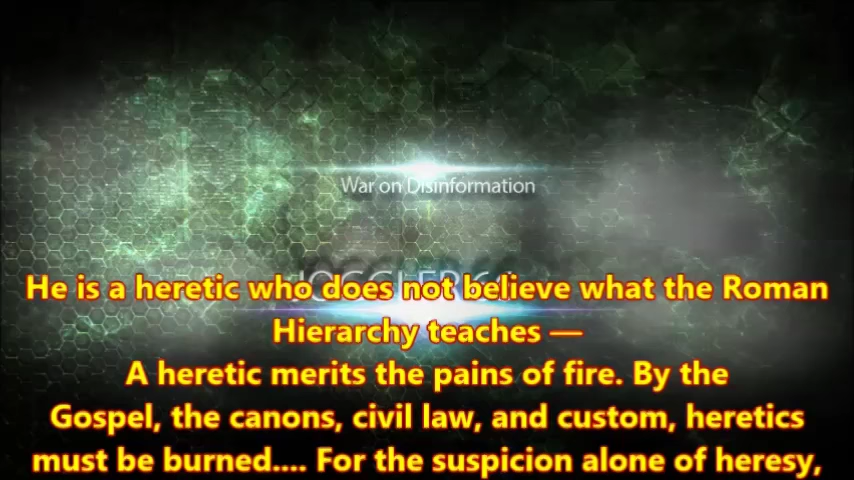 War on Disinformation
JOGGLER66
He is a heretic who does not believe what the Roman
Hierarchy teaches —
A heretic merits the pains of fire. By the
Gospel, the canons, civil law, and custom, heretics
must be burned.... For the suspicion alone of heresy,